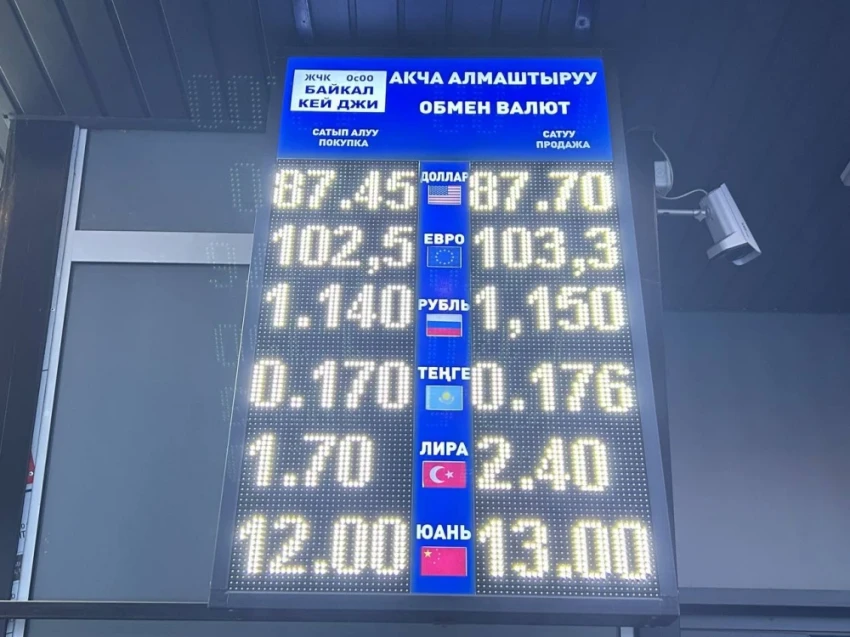 ЖЧК ОсОО
БАЙКАЛ
КЕЙ ДЖИ
АКЧА АЛМАШТЫРУУ
ОБМЕН ВАЛЮТ
САТЫП АЛУУ
ПОКУПКА
САТУУ
ПРОДАЖА
87.45 ДОЛЛАР 87.70
102,5 ЕВРО 103,3
1.140 РУБЛЬ 1,150
0.170 ТЕҢГЕ 0.176
1.70 ЛИРА 2.40
12.00 ЮАНЬ 13.00